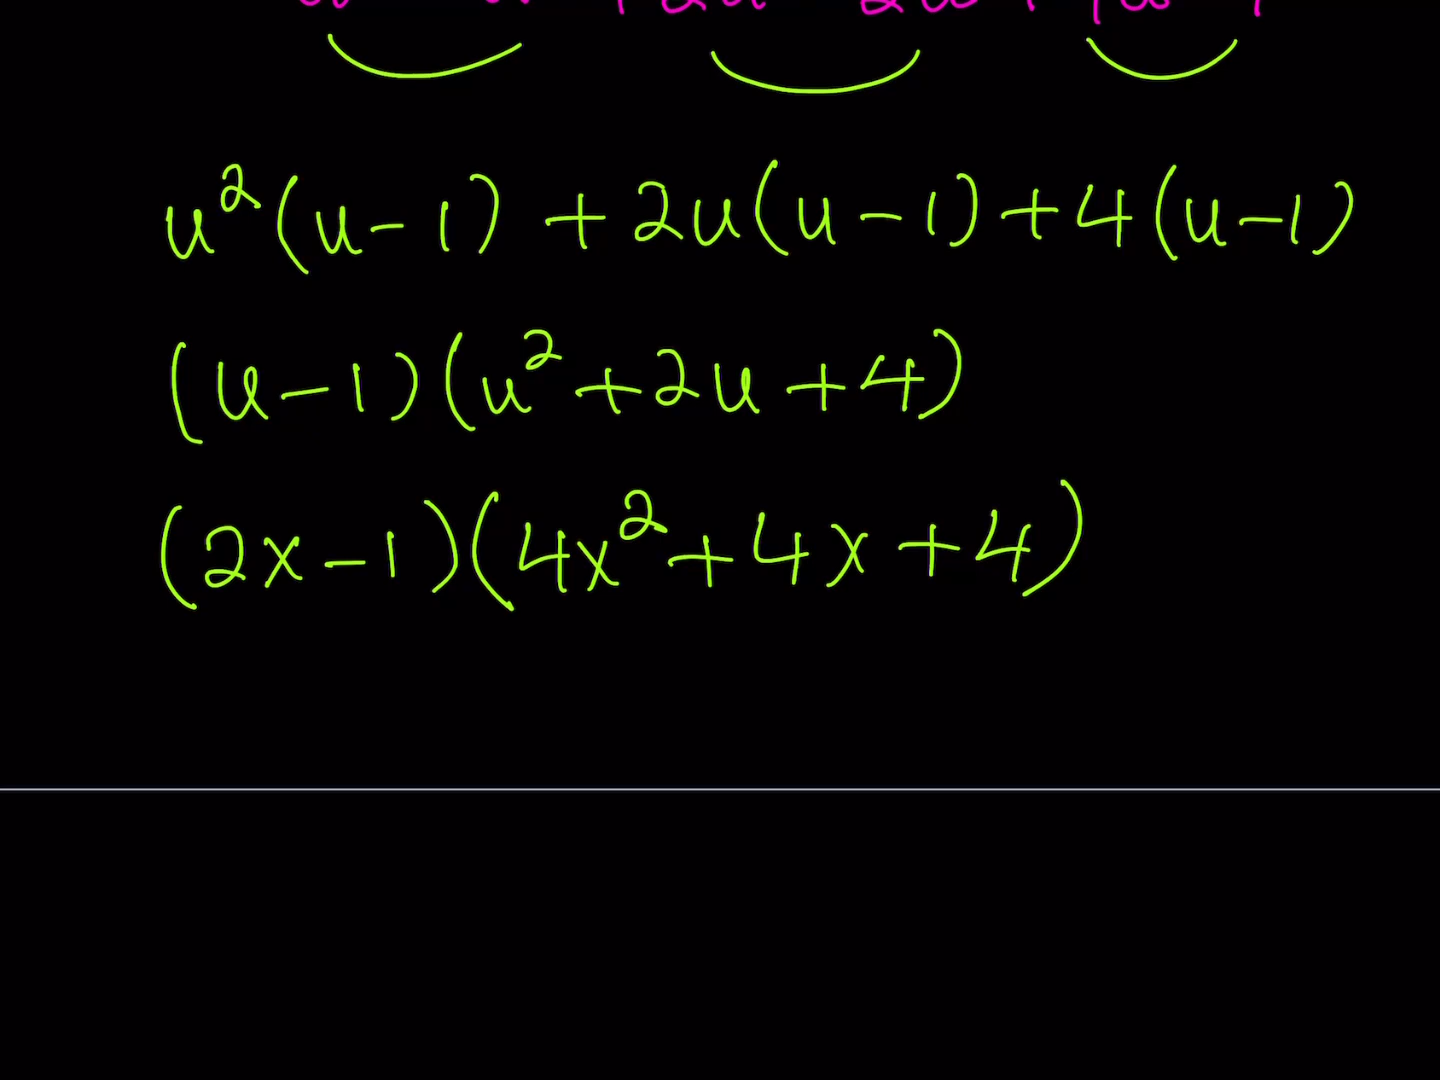 u²(u-1) + 2u(u-1) + 4(u-1)
(u-1)(u²+2u+4)
(2x-1)(4x²+4x+4)